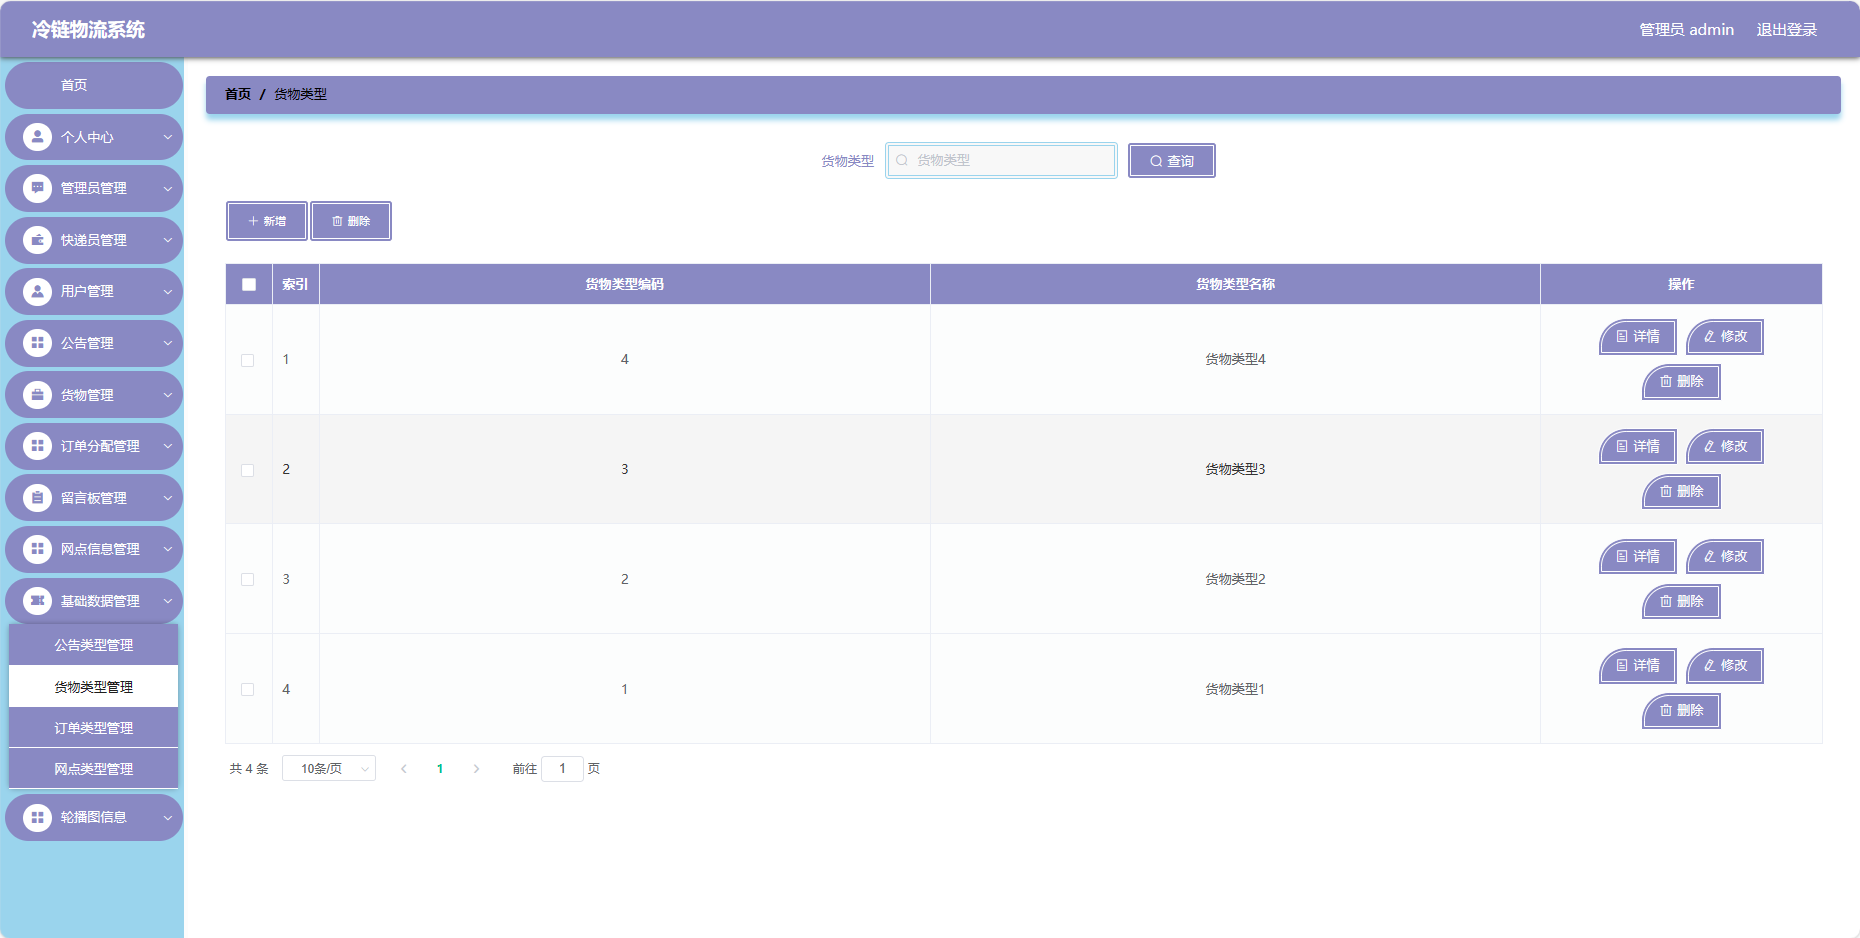 冷链物流系统
管理员 admin 退出登录
首页
个人中心
管理员管理
快递员管理
用户管理
公告管理
货物管理
订单分配管理
留言板管理
网点信息管理
基础数据管理
公告类型管理
货物类型管理
订单类型管理
网点类型管理
轮播图信息
首页 / 货物类型
货物类型 货物类型 查询
新增 删除
索引 货物类型编码 货物类型名称 操作
1 4 货物类型4 详情 修改
删除
2 3 货物类型3 详情 修改
删除
3 2 货物类型2 详情 修改
删除
4 1 货物类型1 详情 修改
删除
共 4 条 10条/页 1 前往 1 页